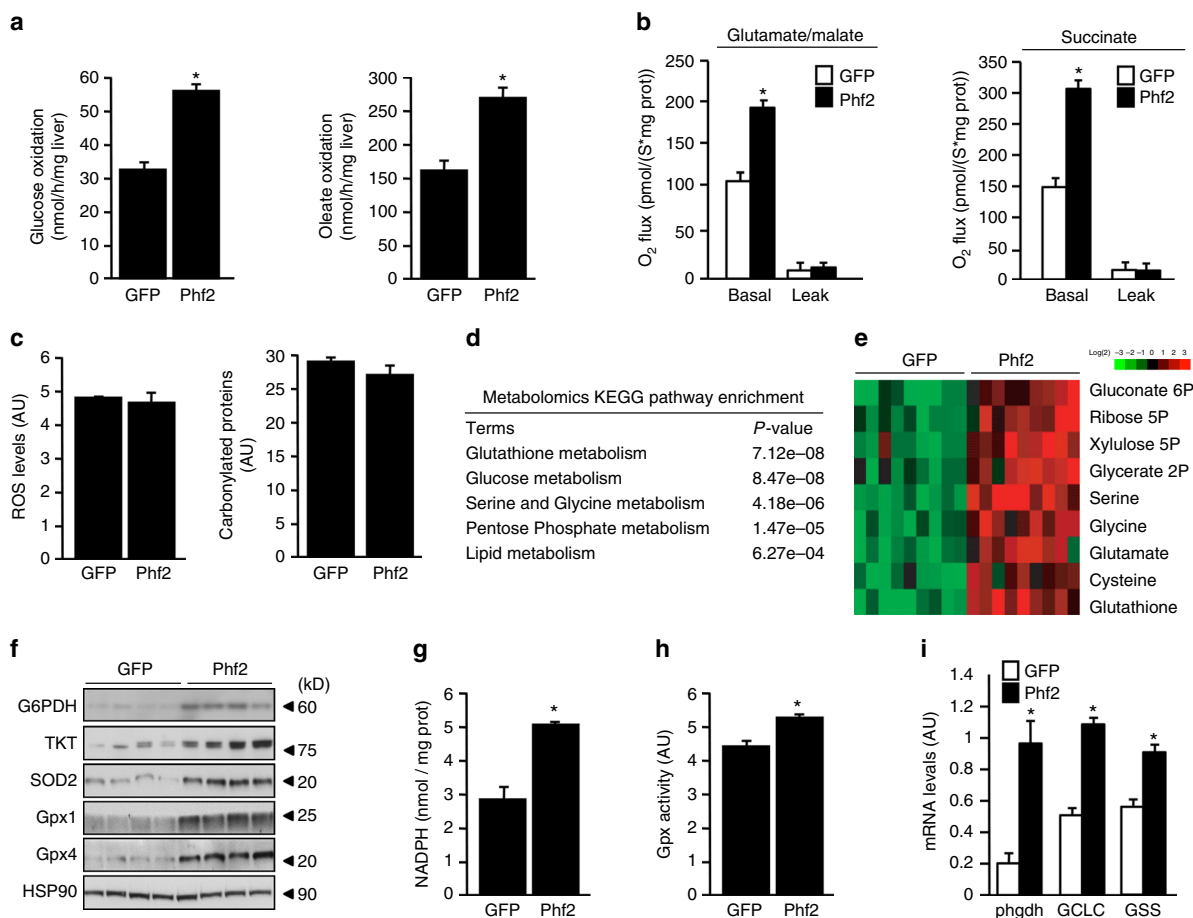 a
Glucose oxidation
(nmol/h/mg liver)
60
50
40
30
20
10
0
*
GFP
Phf2
Oleate oxidation
(nmol/h/mg liver)
300
250
200
150
100
50
0
*
GFP
Phf2
b
Glutamate/malate
O2 flux (pmol/(S*mg prot))
250
200
150
100
50
0
*
GFP
Phf2
Basal
Leak
Succinate
O2 flux (pmol/(S*mg prot))
350
300
250
200
150
100
50
0
*
GFP
Phf2
Basal
Leak
c
ROS levels (AU)
6
5
4
3
2
1
0
GFP
Phf2
Carbonylated proteins
(AU)
30
25
20
15
10
5
0
GFP
Phf2
d
Metabolomics KEGG pathway enrichment
Terms P-value
Glutathione metabolism 7.12e–08
Glucose metabolism 8.47e–08
Serine and Glycine metabolism 4.18e–06
Pentose Phosphate metabolism 1.47e–05
Lipid metabolism 6.27e–04
e
GFP
Phf2
Log(2) –3 –2 –1 0 1 2 3
Gluconate 6P
Ribose 5P
Xylulose 5P
Glycerate 2P
Serine
Glycine
Glutamate
Cysteine
Glutathione
f
GFP
Phf2
(kD)
G6PDH 60
TKT 75
SOD2 20
Gpx1 25
Gpx4 20
HSP90 90
g
NADPH (nmol / mg prot)
6
5
4
3
2
1
0
*
GFP
Phf2
h
Gpx activity (AU)
6
5
4
3
2
1
0
*
GFP
Phf2
i
mRNA levels (AU)
1.4
1.2
1
0.8
0.6
0.4
0.2
0
GFP
Phf2
*
*
*
phgdh
GCLC
GSS